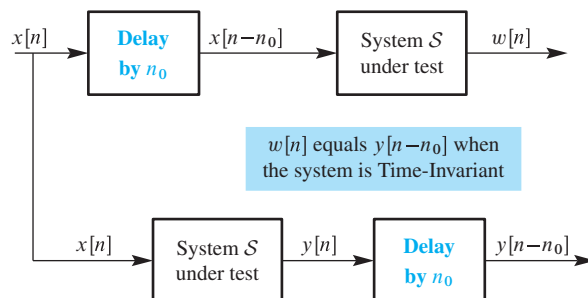 x[n]
Delay
by n₀
x[n−n₀]
System 𝒮
under test
w[n]
w[n] equals y[n−n₀] when
the system is Time-Invariant
x[n]
System 𝒮
under test
y[n]
Delay
by n₀
y[n−n₀]